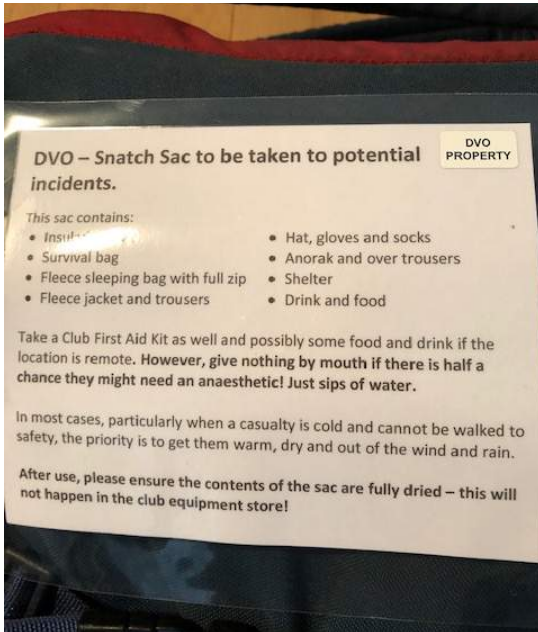 DVO – Snatch Sac to be taken to potential
incidents.
DVO
PROPERTY
This sac contains:
• Survival bag
• Fleece sleeping bag with full zip
• Fleece jacket and trousers
• Hat, gloves and socks
• Anorak and over trousers
• Shelter
• Drink and food
Take a Club First Aid Kit as well and possibly some food and drink if the
location is remote. However, give nothing by mouth if there is half a
chance they might need an anaesthetic! Just sips of water.
In most cases, particularly when a casualty is cold and cannot be walked to
safety, the priority is to get them warm, dry and out of the wind and rain.
After use, please ensure the contents of the sac are fully dried – this will
not happen in the club equipment store!